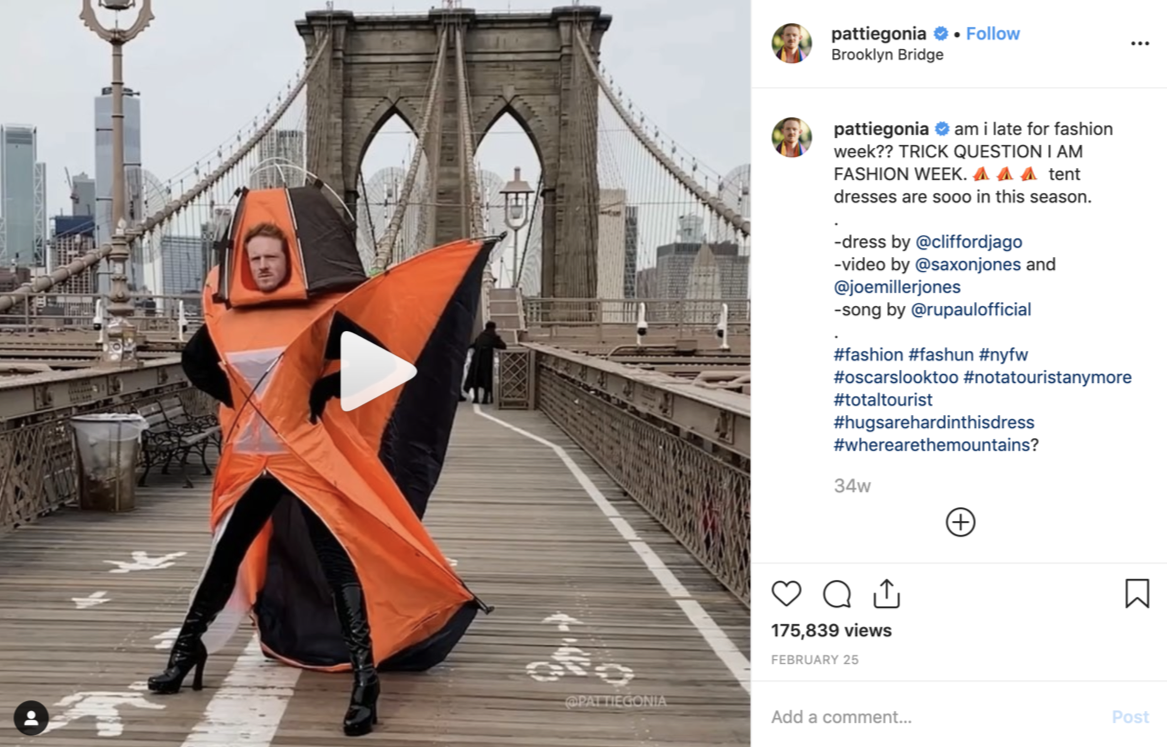 pattiegonia • Follow
Brooklyn Bridge
pattiegonia am i late for fashion
week?? TRICK QUESTION I AM
FASHION WEEK. ⛺ ⛺ ⛺ tent
dresses are sooo in this season.
.
-dress by @cliffordjago
-video by @saxonjones and
@joemillerjones
-song by @rupaulofficial
.
#fashion #fashun #nyfw
#oscarslooktoo #notatouristanymore
#totaltourist
#hugsarehardinthisdress
#wherearethemountains?
34w
175,839 views
FEBRUARY 25
Add a comment... Post
@PATTIEGONIA